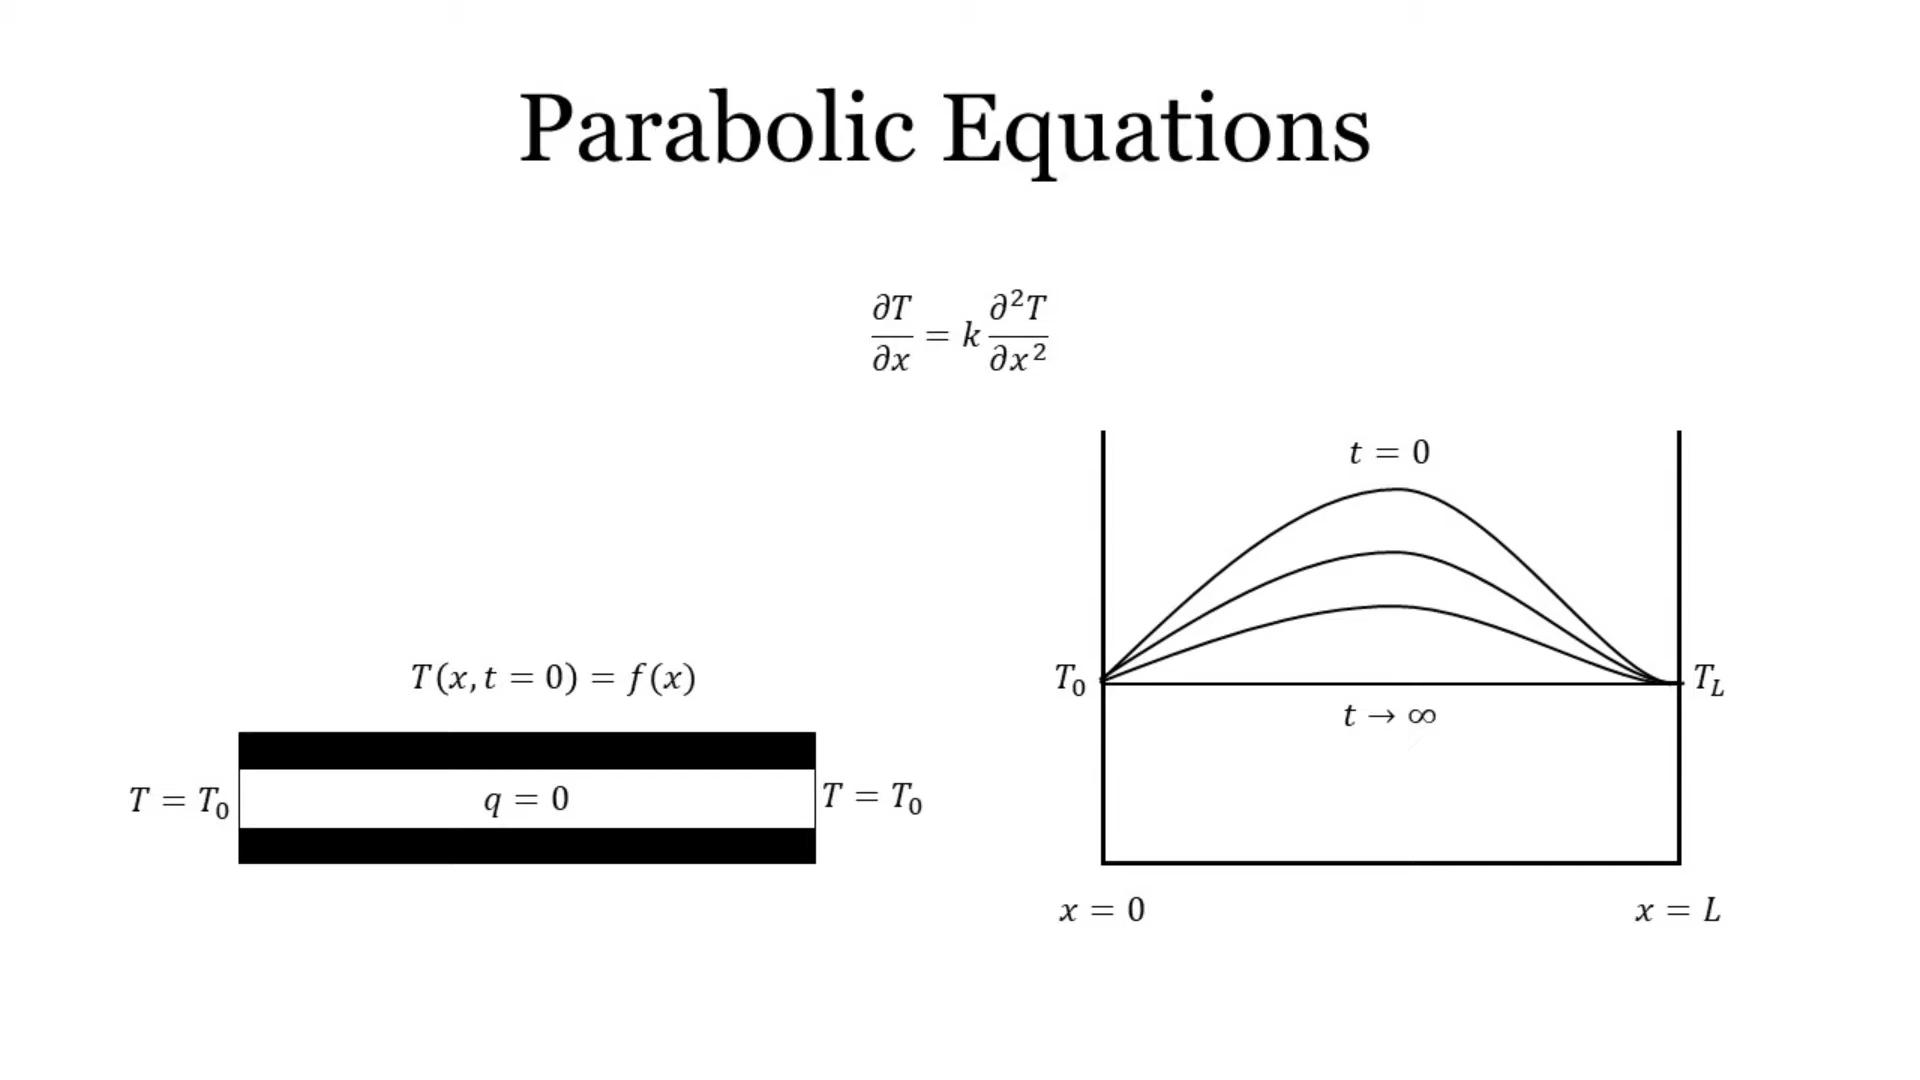 Parabolic Equations
∂T/∂x = k ∂²T/∂x²
t = 0
T(x, t = 0) = f(x)
T₀
T_L
t → ∞
T = T₀
q = 0
T = T₀
x = 0
x = L